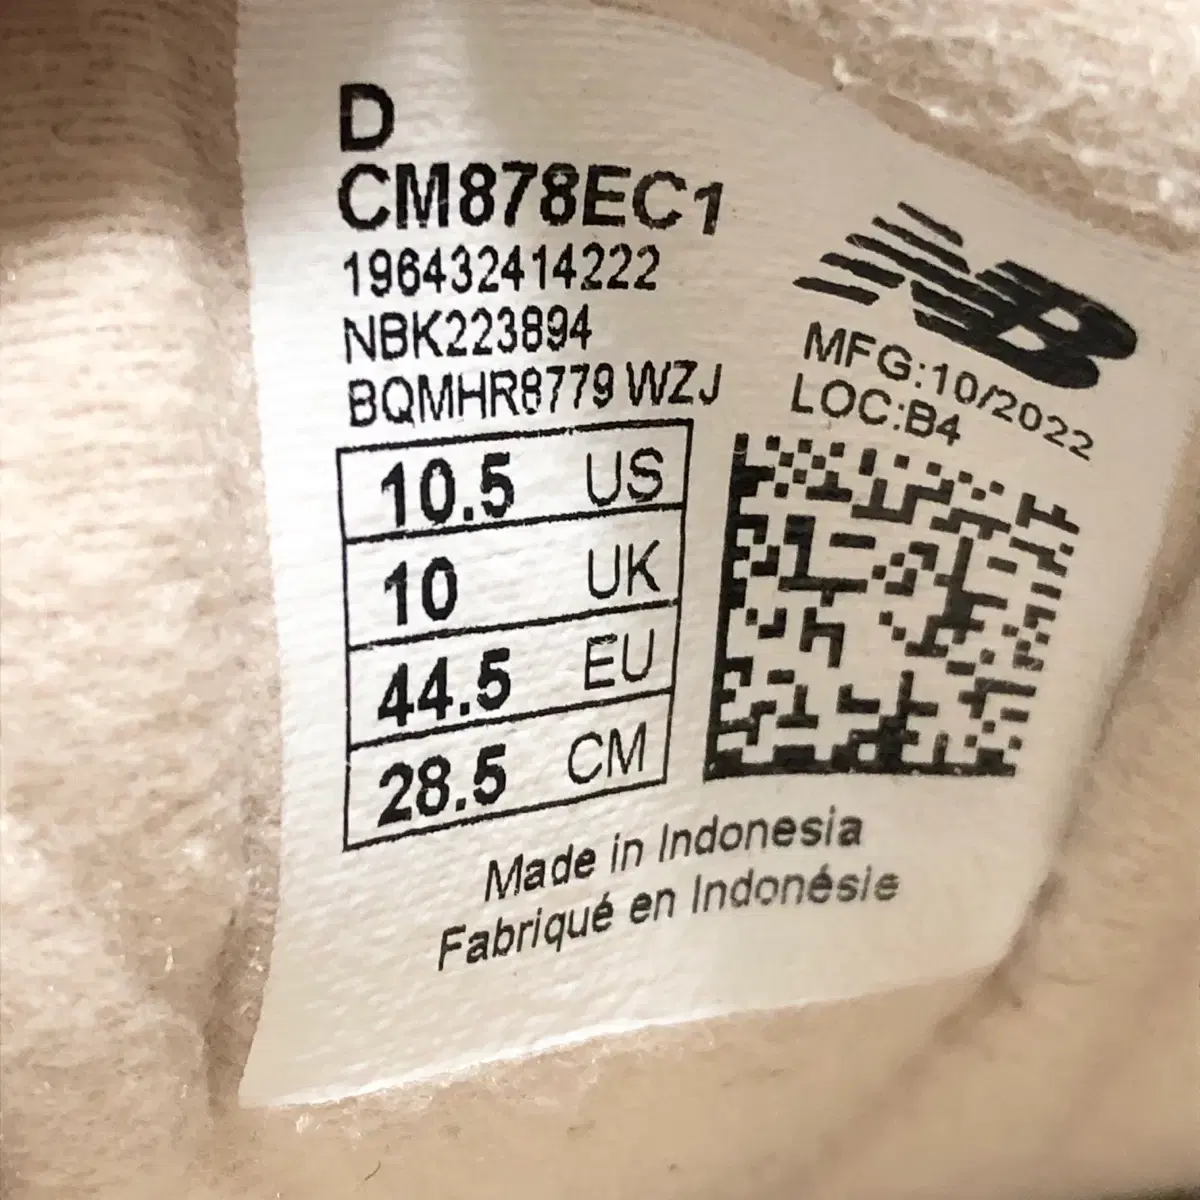 D
CM878EC1
196432414222
NBK223894
BQMHR8779 WZJ
NB
MFG:10/2022
LOC:B4
10.5 US
10 UK
44.5 EU
28.5 CM
Made in Indonesia
Fabriqué en Indonésie